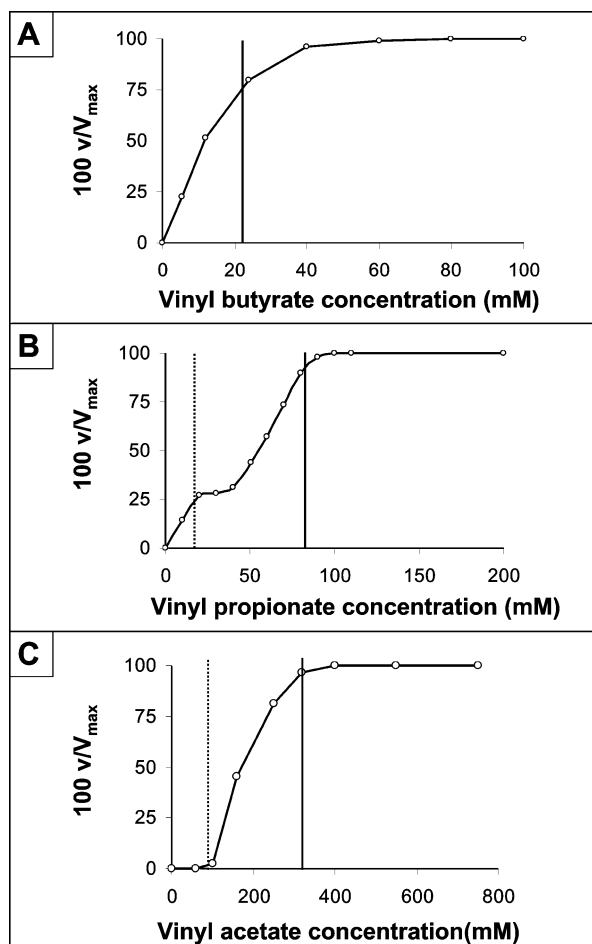 A
100
75
50
25
0
100 v/Vmax
0 20 40 60 80 100
Vinyl butyrate concentration (mM)
B
100
75
50
25
0
100 v/Vmax
0 50 100 150 200
Vinyl propionate concentration (mM)
C
100
75
50
25
0
100 v/Vmax
0 200 400 600 800
Vinyl acetate concentration(mM)